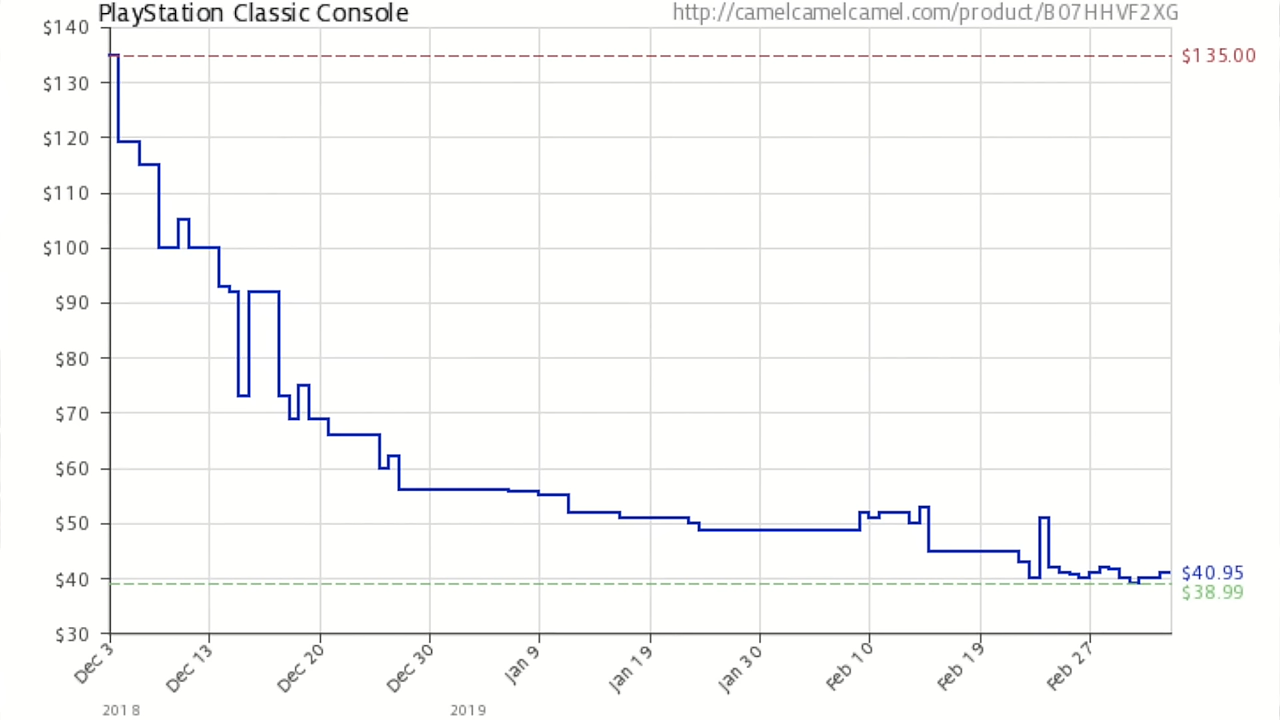 PlayStation Classic Console
http://camelcamelcamel.com/product/B07HHVF2XG
$140
$130
$120
$110
$100
$90
$80
$70
$60
$50
$40
$30
$135.00
$40.95
$38.99
Dec 3
Dec 13
Dec 20
Dec 30
Jan 9
Jan 19
Jan 30
Feb 10
Feb 19
Feb 27
2018
2019